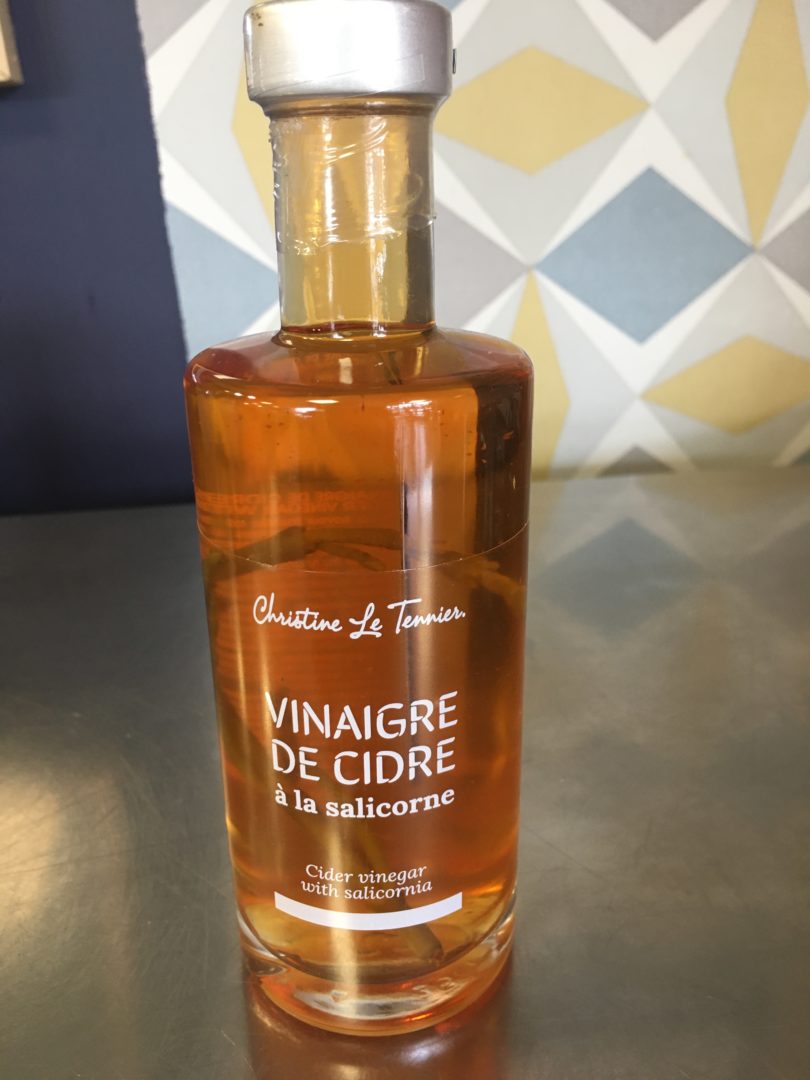 Christine Le Tennier.
VINAIGRE
DE CIDRE
à la salicorne
Cider vinegar
with salicornia